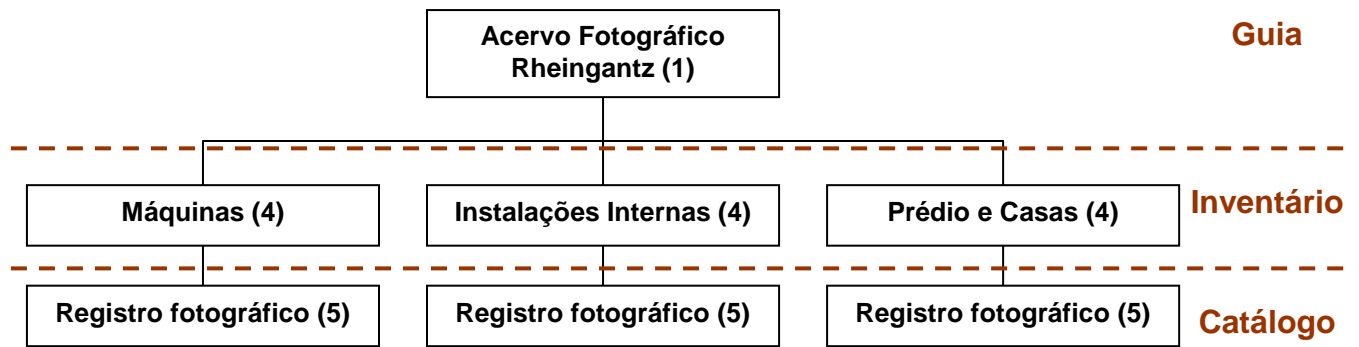 Acervo Fotográfico
Rheingantz (1)
Guia
Máquinas (4)
Instalações Internas (4)
Prédio e Casas (4)
Inventário
Registro fotográfico (5)
Registro fotográfico (5)
Registro fotográfico (5)
Catálogo